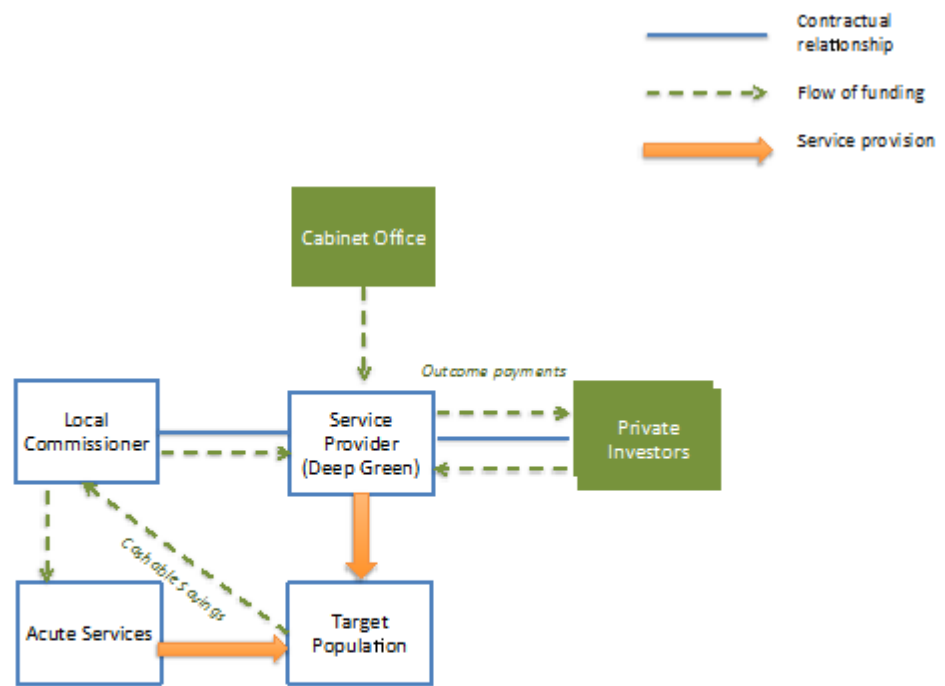 Contractual
relationship
Flow of funding
Service provision
Cabinet Office
Outcome payments
Local
Commissioner
Service
Provider
(Deep Green)
Private
Investors
Cashable Savings
Acute Services
Target
Population